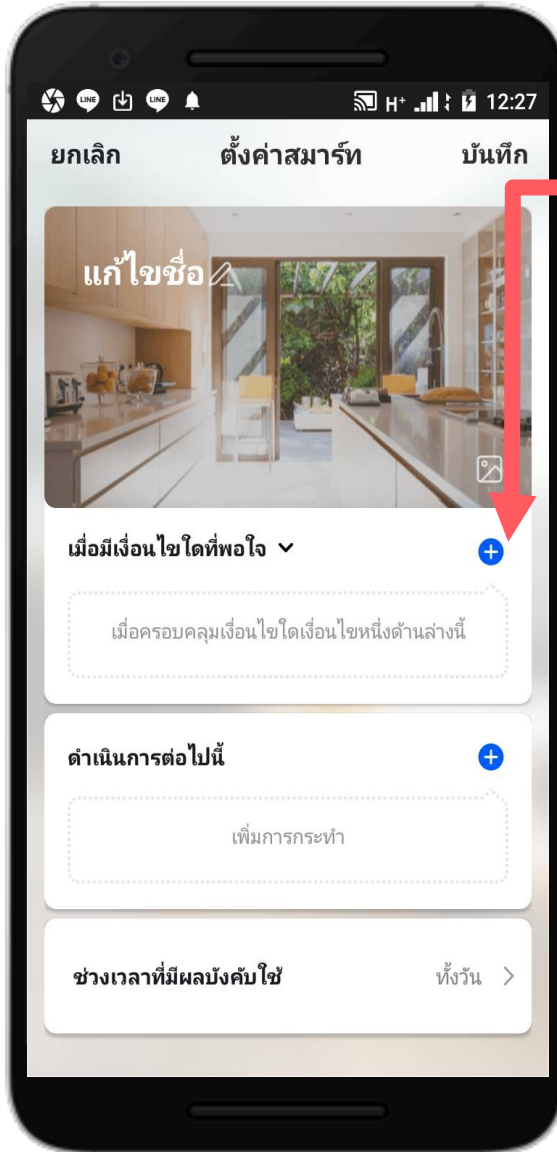 LINE LINE H+ 12:27
ยกเลิก ตั้งค่าสมาร์ท บันทึก
แก้ไขชื่อ
เมื่อมีเงื่อนไขใดที่พอใจ
เมื่อครอบคลุมเงื่อนไขใดเงื่อนไขหนึ่งด้านล่างนี้
ดำเนินการต่อไปนี้
เพิ่มการกระทำ
ช่วงเวลาที่มีผลบังคับใช้ ทั้งวัน